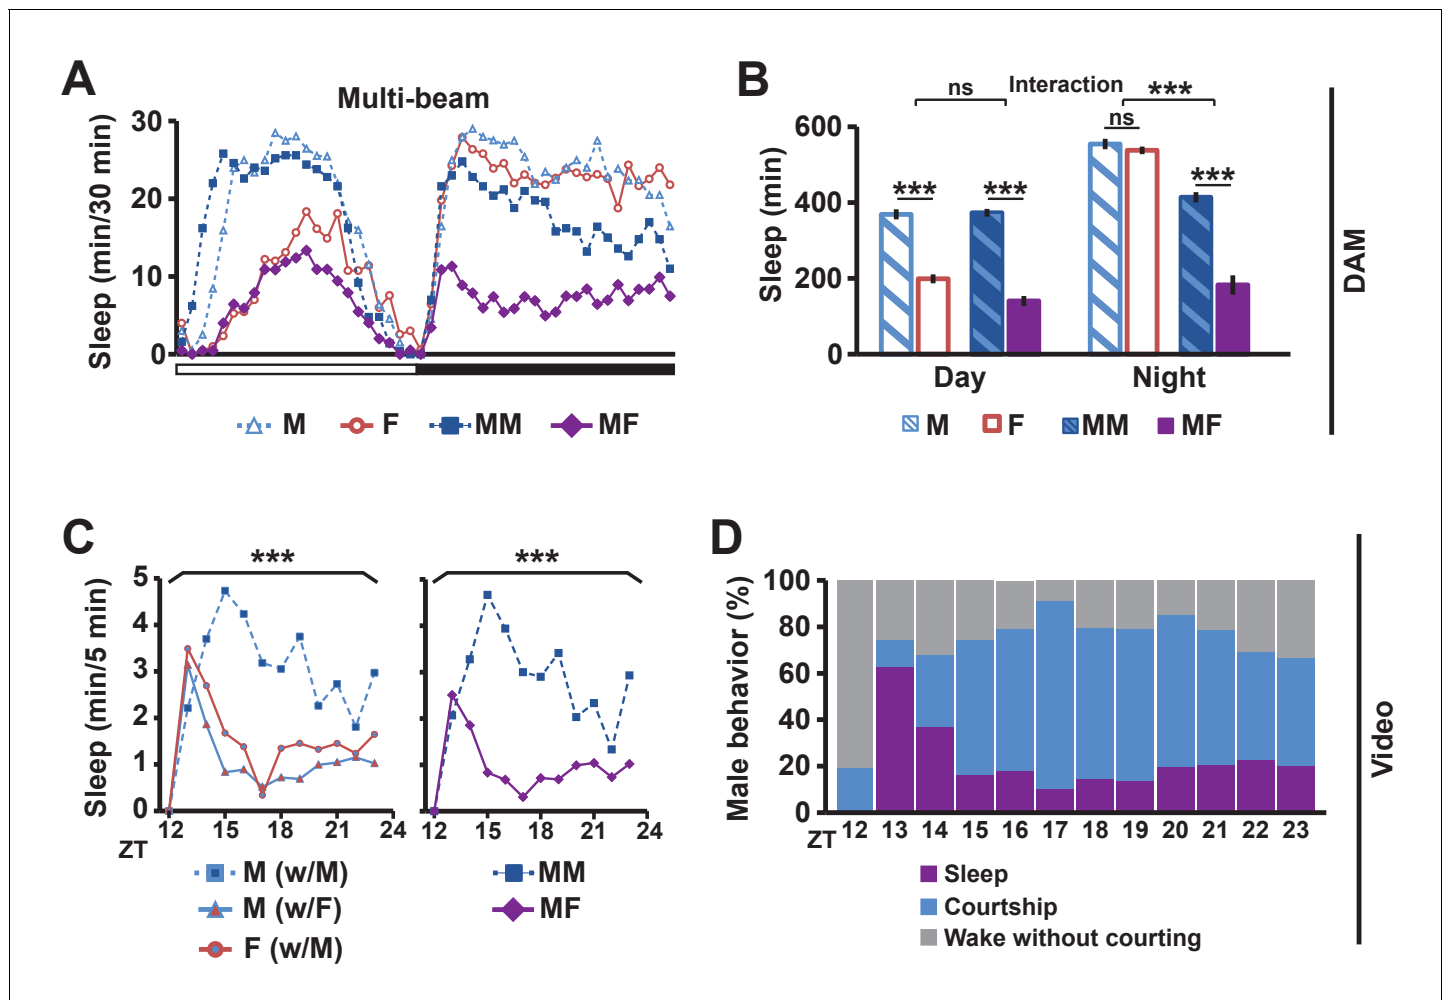 A
Multi-beam
Sleep (min/30 min)
30
20
10
0
M F MM MF
B
Interaction
ns ***
ns
*** *** ***
Sleep (min)
600
400
200
0
Day Night
M F MM MF
DAM
C
*** ***
Sleep (min/5 min)
5
4
3
2
1
0
12 15 18 21 24
ZT
12 15 18 21 24
M (w/M)
M (w/F)
F (w/M)
MM
MF
D
Male behavior (%)
100
80
60
40
20
0
ZT 12 13 14 15 16 17 18 19 20 21 22 23
Sleep
Courtship
Wake without courting
Video